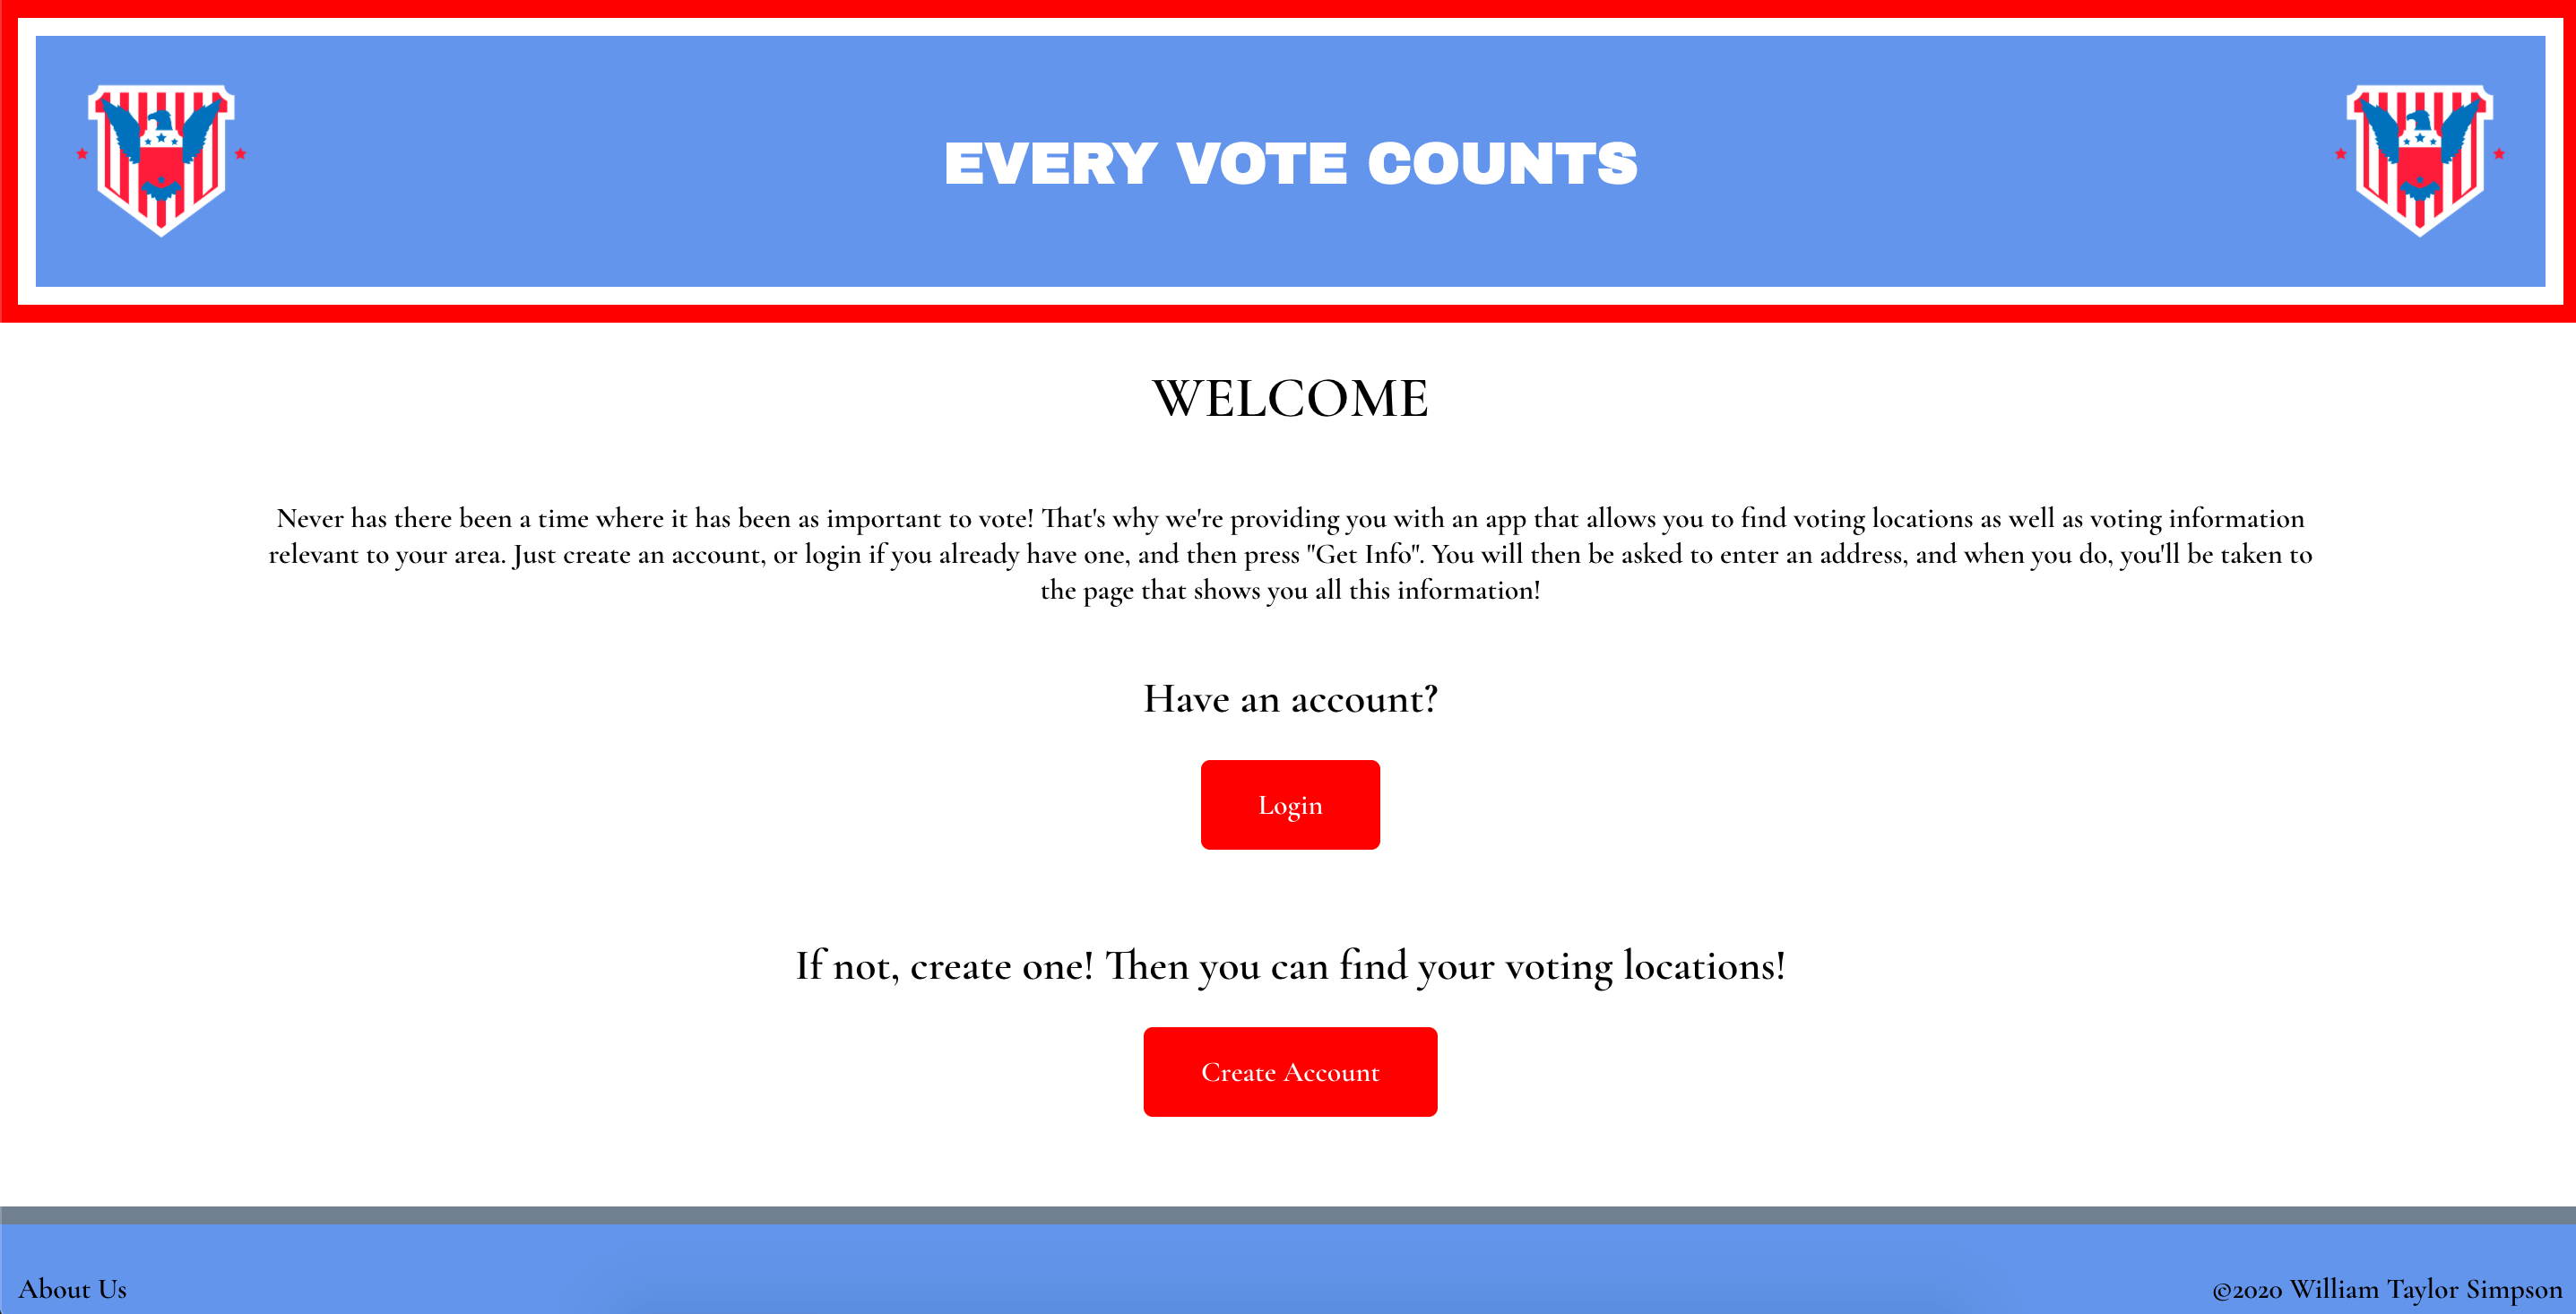 EVERY VOTE COUNTS
WELCOME
Never has there been a time where it has been as important to vote! That's why we're providing you with an app that allows you to find voting locations as well as voting information
relevant to your area. Just create an account, or login if you already have one, and then press "Get Info". You will then be asked to enter an address, and when you do, you'll be taken to
the page that shows you all this information!
Have an account?
Login
If not, create one! Then you can find your voting locations!
Create Account
About Us
©2020 William Taylor Simpson